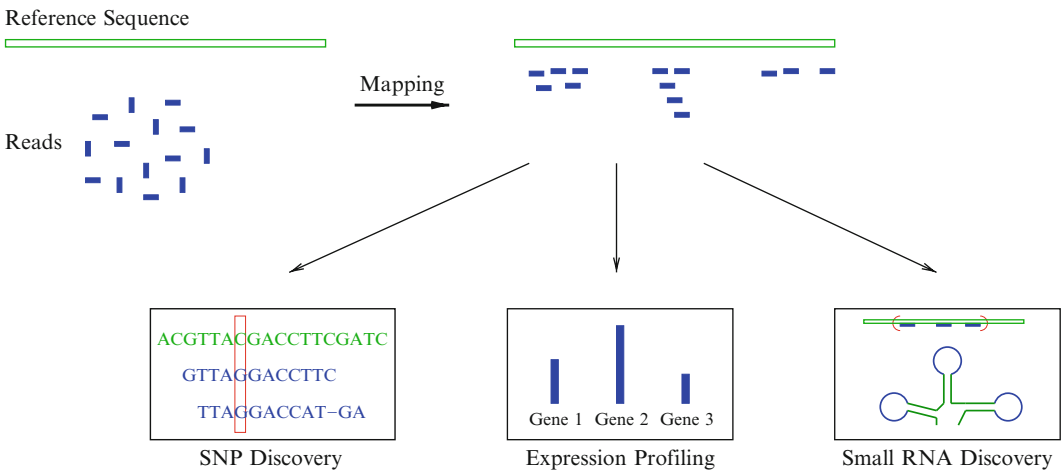 Reference Sequence
Mapping
Reads
ACGTTACGACCTTCGATC
GTTAGGACCTTC
TTAGGACCAT−GA
Gene 1 Gene 2 Gene 3
SNP Discovery
Expression Profiling
Small RNA Discovery